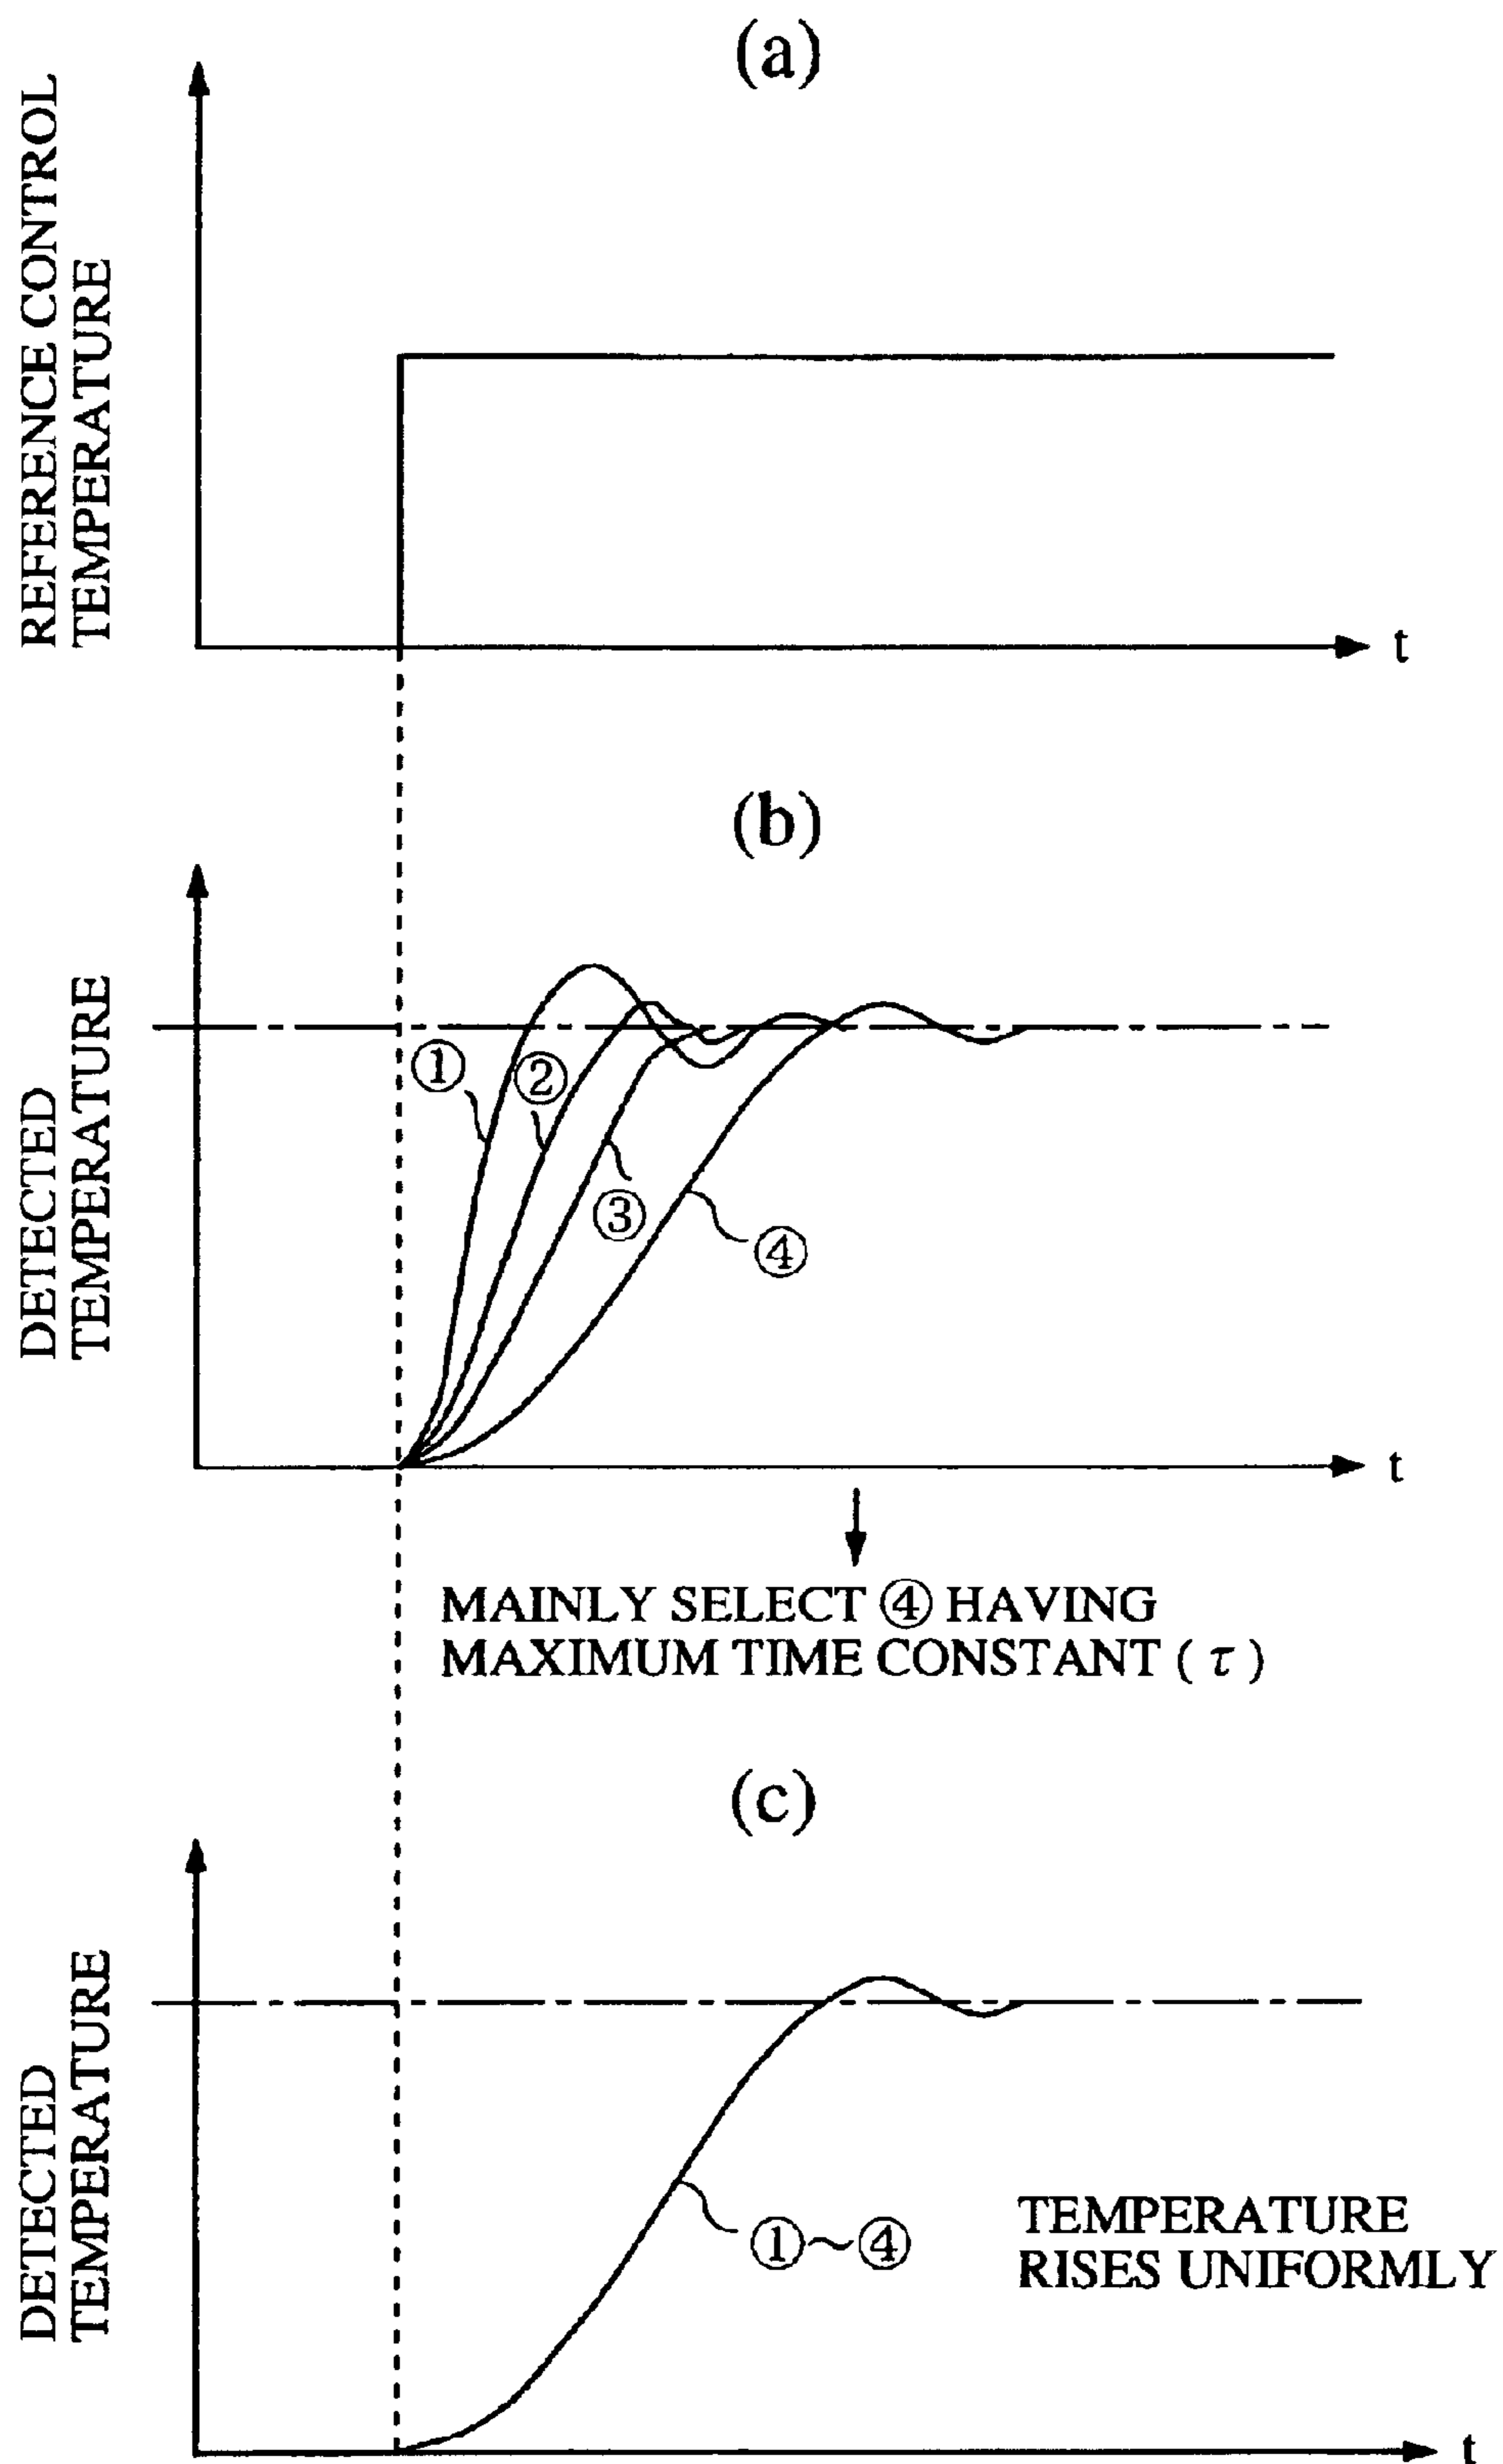 (a)
REFERENCE CONTROL
TEMPERATURE
t
(b)
DETECTED
TEMPERATURE
①
②
③
④
t
MAINLY SELECT ④ HAVING
MAXIMUM TIME CONSTANT ( τ )
(c)
DETECTED
TEMPERATURE
①~④
TEMPERATURE
RISES UNIFORMLY
t